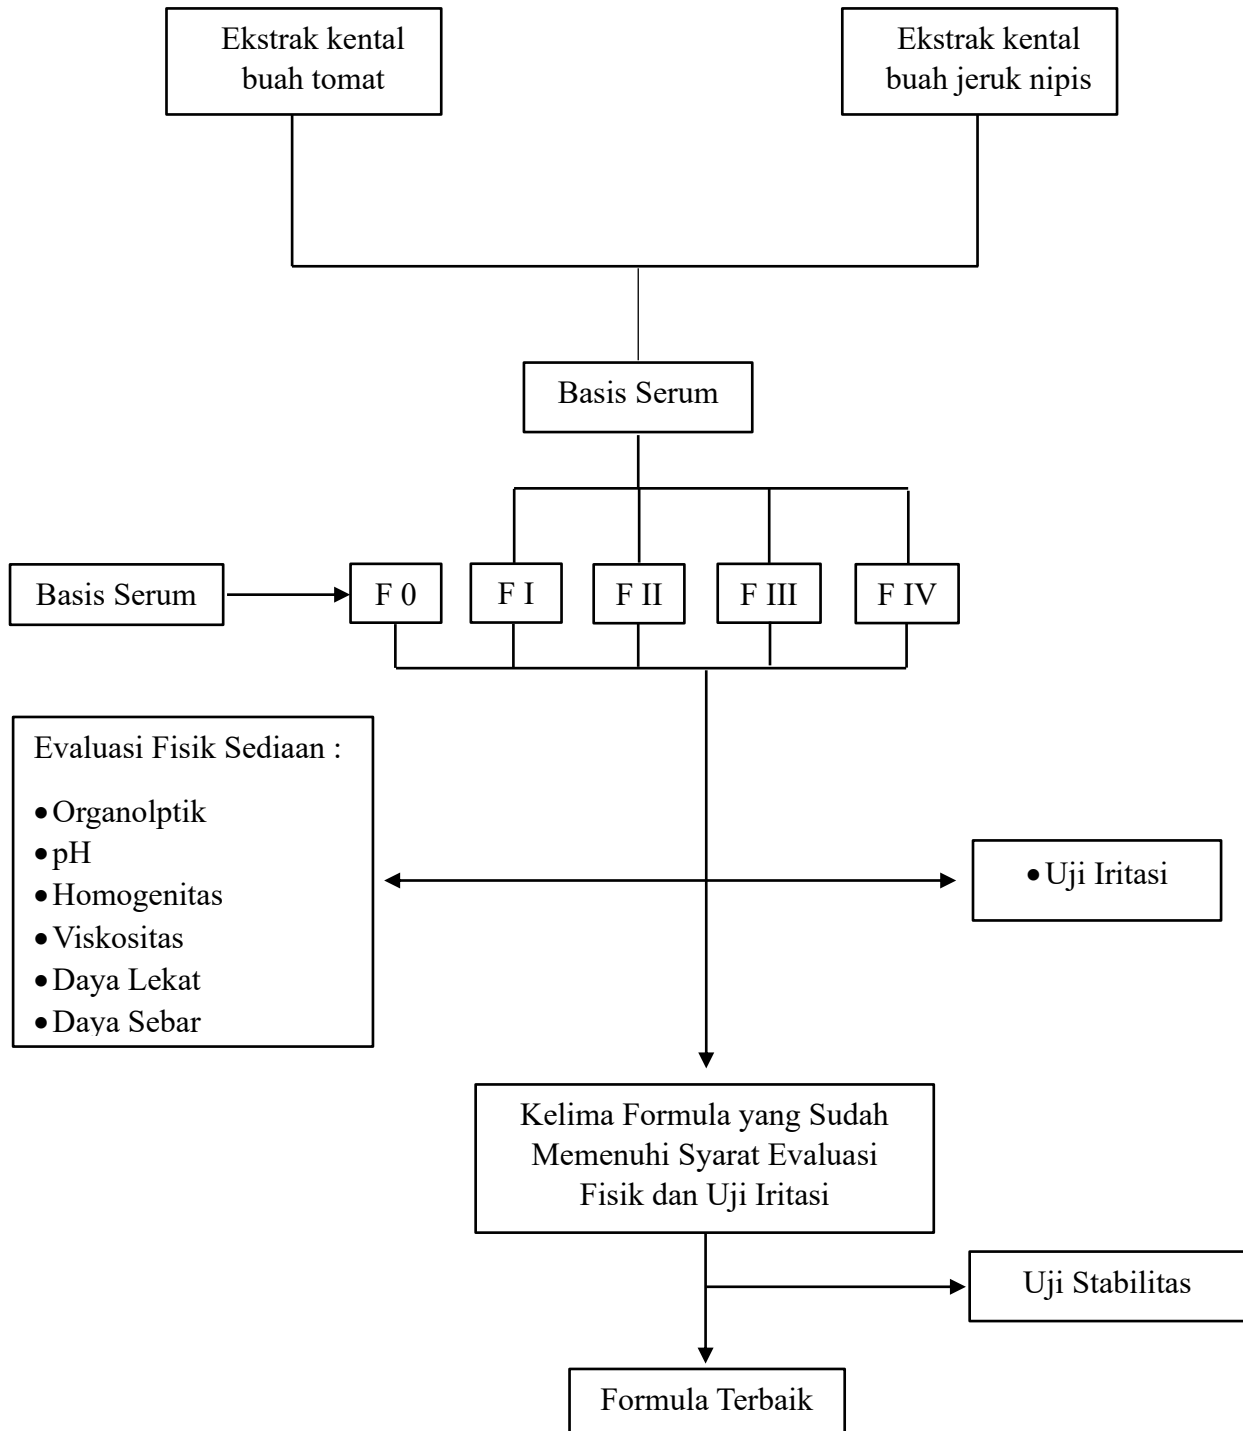 Ekstrak kental
buah tomat
Ekstrak kental
buah jeruk nipis
Basis Serum
Basis Serum
F 0
F I
F II
F III
F IV
Evaluasi Fisik Sediaan :
•Organolptik
•pH
•Homogenitas
•Viskositas
•Daya Lekat
•Daya Sebar
•Uji Iritasi
Kelima Formula yang Sudah
Memenuhi Syarat Evaluasi
Fisik dan Uji Iritasi
Uji Stabilitas
Formula Terbaik